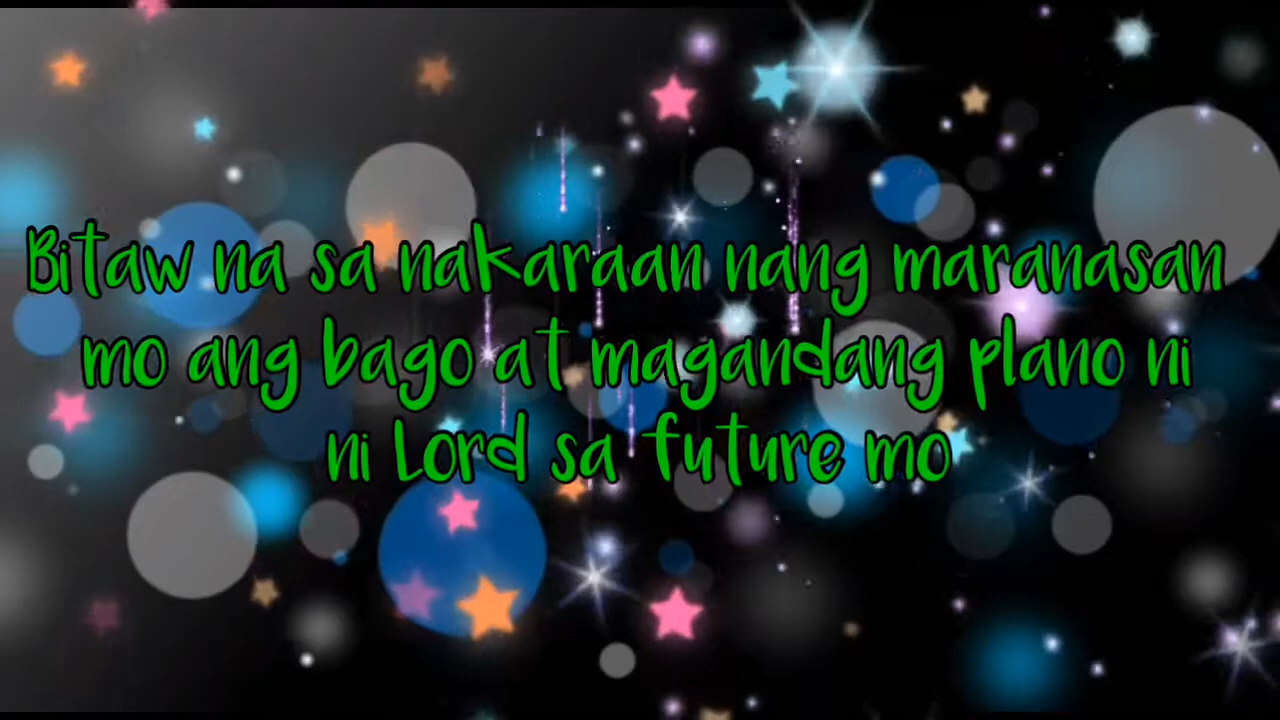 Bitaw na sa nakaraan nang maranasan
mo ang bago at magandang plano ni
ni Lord sa future mo